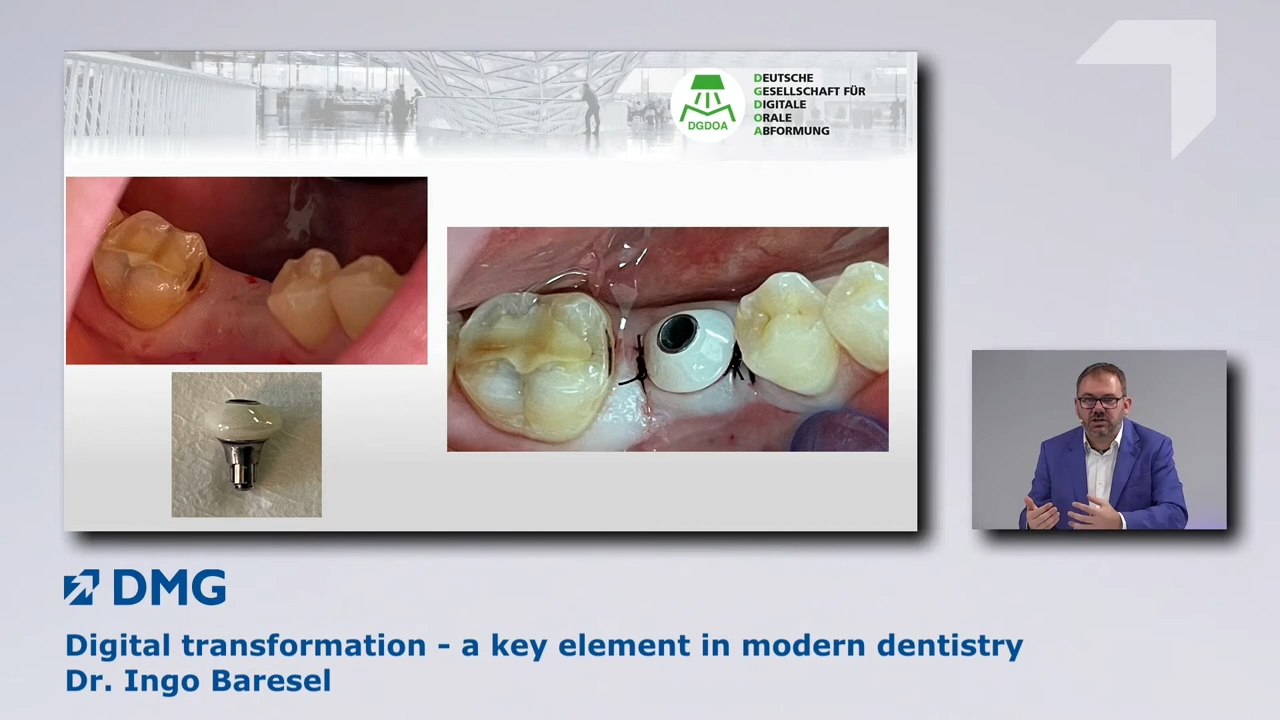 DGDOA
DEUTSCHE
GESELLSCHAFT FÜR
DIGITALE
ORALE
ABFORMUNG
DMG
Digital transformation - a key element in modern dentistry
Dr. Ingo Baresel